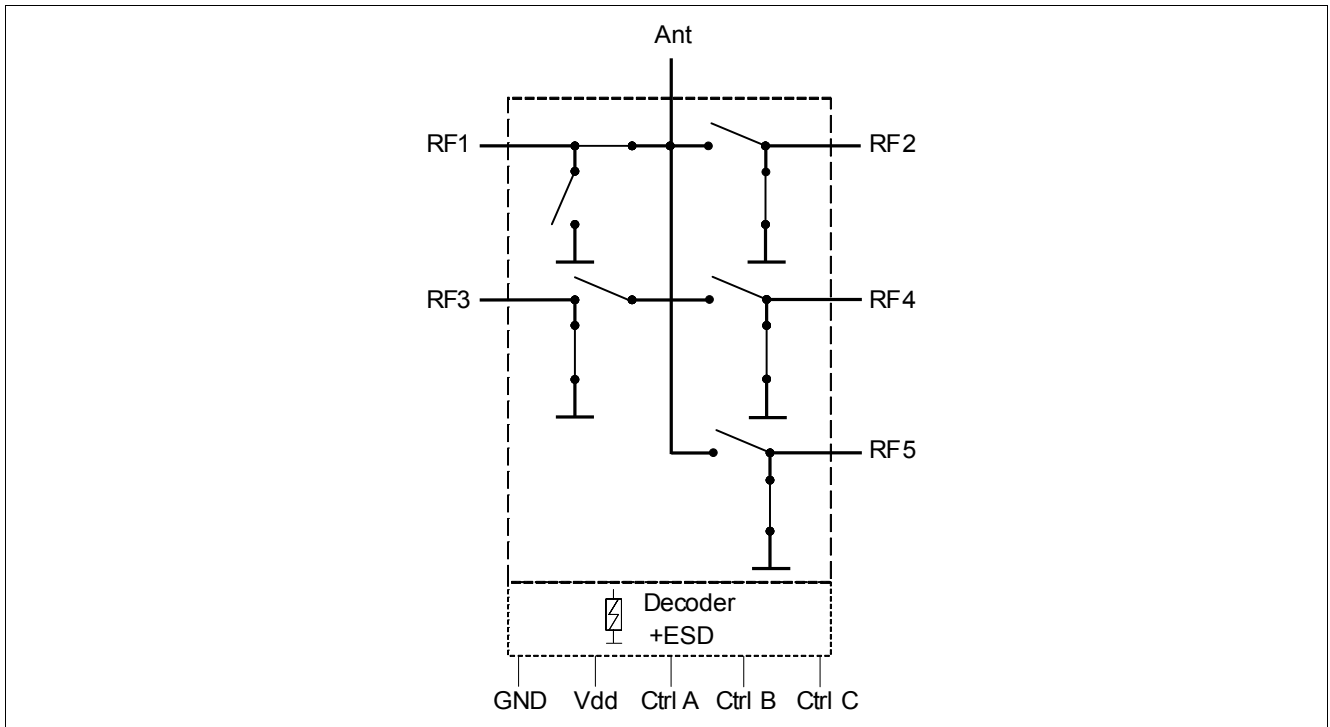 Ant
RF1
RF2
RF3
RF4
RF5
Decoder
+ESD
GND Vdd Ctrl A Ctrl B Ctrl C